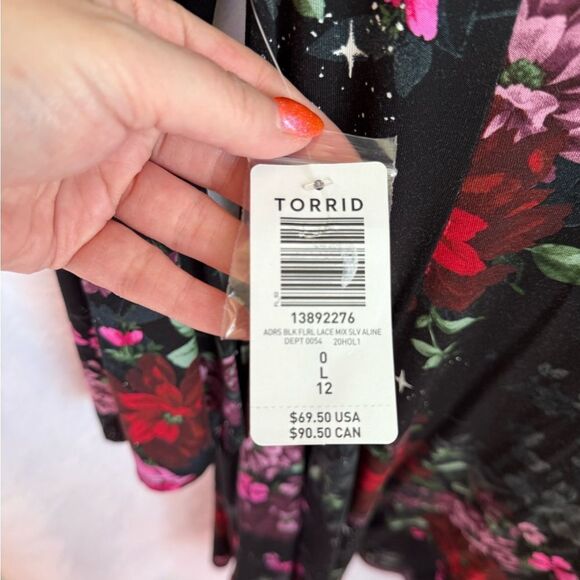 TORRID
FL_52
13892276
ADRS BLK FLRL LACE MIX SLV ALINE
DEPT 0054 20HOL1
0
L
12
$69.50 USA
$90.50 CAN